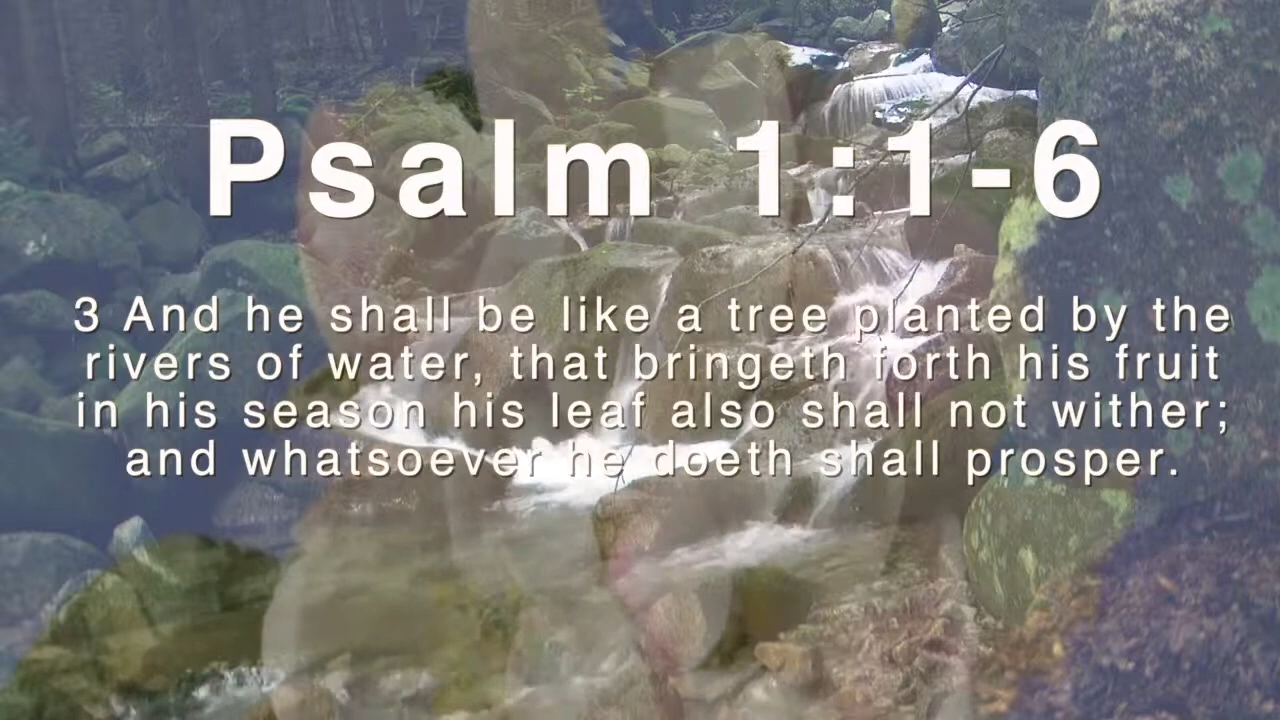 Psalm 1:1-6
3 And he shall be like a tree planted by the
rivers of water, that bringeth forth his fruit
in his season his leaf also shall not wither;
and whatsoever he doeth shall prosper.